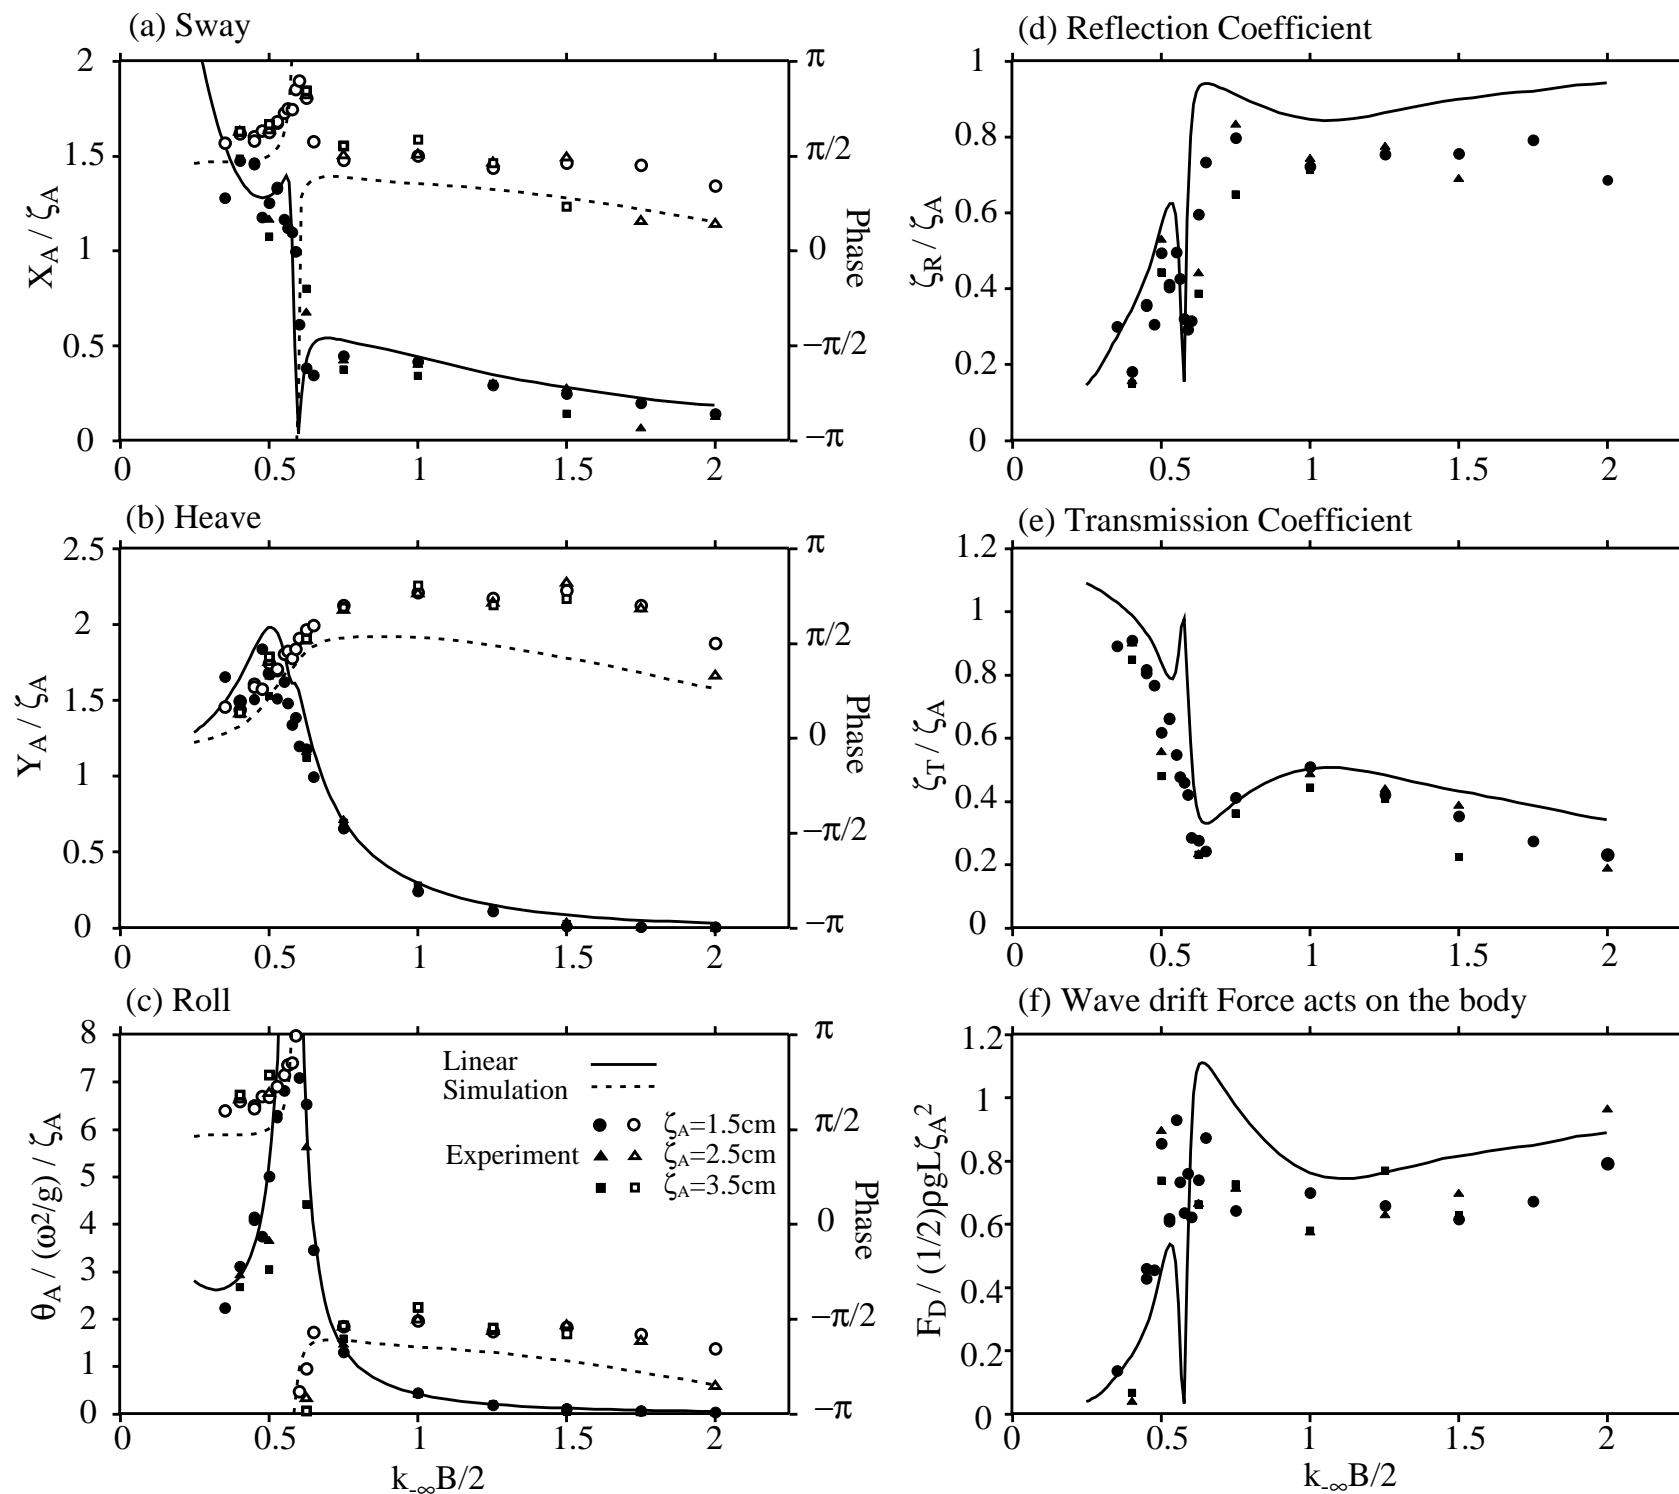 (a) Sway
2
1.5
1
0.5
0
X_A / ζ_A
π
π/2
0
−π/2
−π
Phase
0 0.5 1 1.5 2
(b) Heave
2.5
2
1.5
1
0.5
0
Y_A / ζ_A
π
π/2
0
−π/2
−π
Phase
0 0.5 1 1.5 2
(c) Roll
8
7
6
5
4
3
2
1
0
θ_A / (ω²/g) / ζ_A
Linear
Simulation
Experiment
ζ_A=1.5cm
ζ_A=2.5cm
ζ_A=3.5cm
π
π/2
0
−π/2
−π
Phase
0 0.5 1 1.5 2
k_-∞B/2
(d) Reflection Coefficient
1
0.8
0.6
0.4
0.2
0
ζ_R / ζ_A
0 0.5 1 1.5 2
(e) Transmission Coefficient
1.2
1
0.8
0.6
0.4
0.2
0
ζ_T / ζ_A
0 0.5 1 1.5 2
(f) Wave drift Force acts on the body
1.2
1
0.8
0.6
0.4
0.2
0
F_D / (1/2)ρgLζ_A²
0 0.5 1 1.5 2
k_-∞B/2